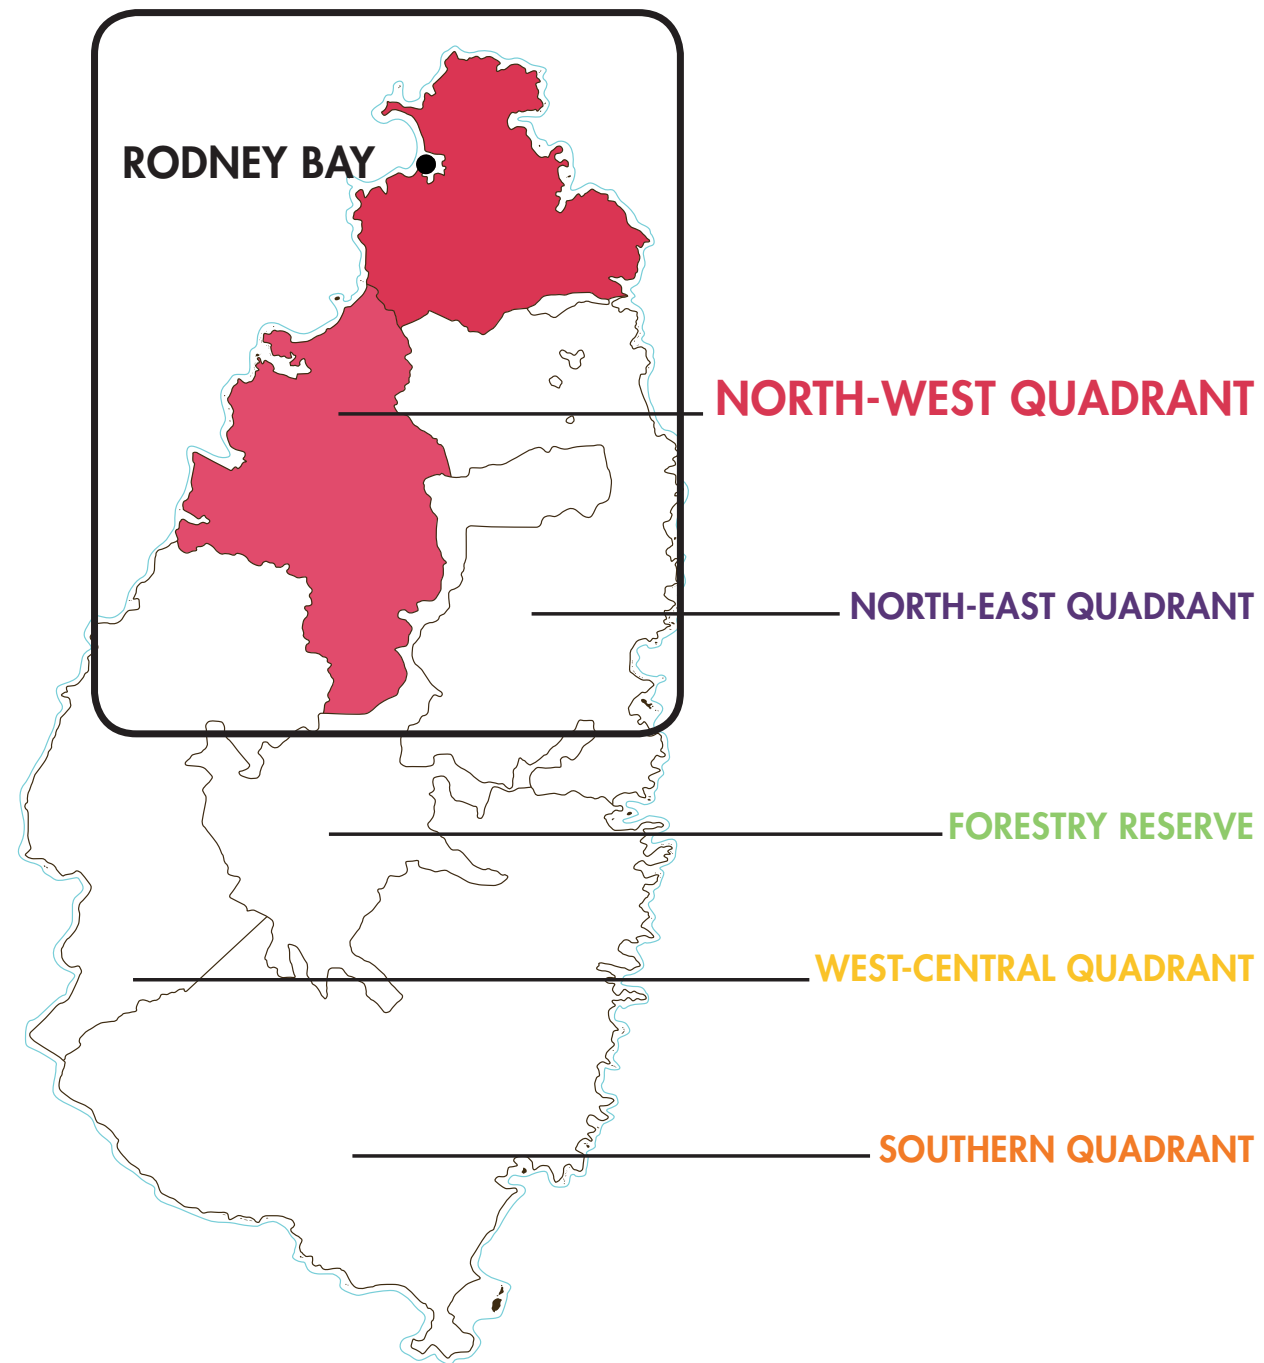 RODNEY BAY
NORTH-WEST QUADRANT
NORTH-EAST QUADRANT
FORESTRY RESERVE
WEST-CENTRAL QUADRANT
SOUTHERN QUADRANT